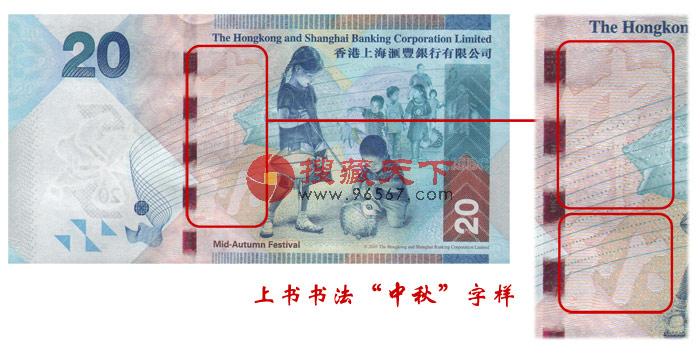 20
The Hongkong and Shanghai Banking Corporation Limited
香港上海滙豐銀行有限公司
The Hongkon
搜藏天下
www.96567.com
20
Mid-Autumn Festival
© 2010 The Hongkong and Shanghai Banking Corporation Limited
上书书法“中秋”字样